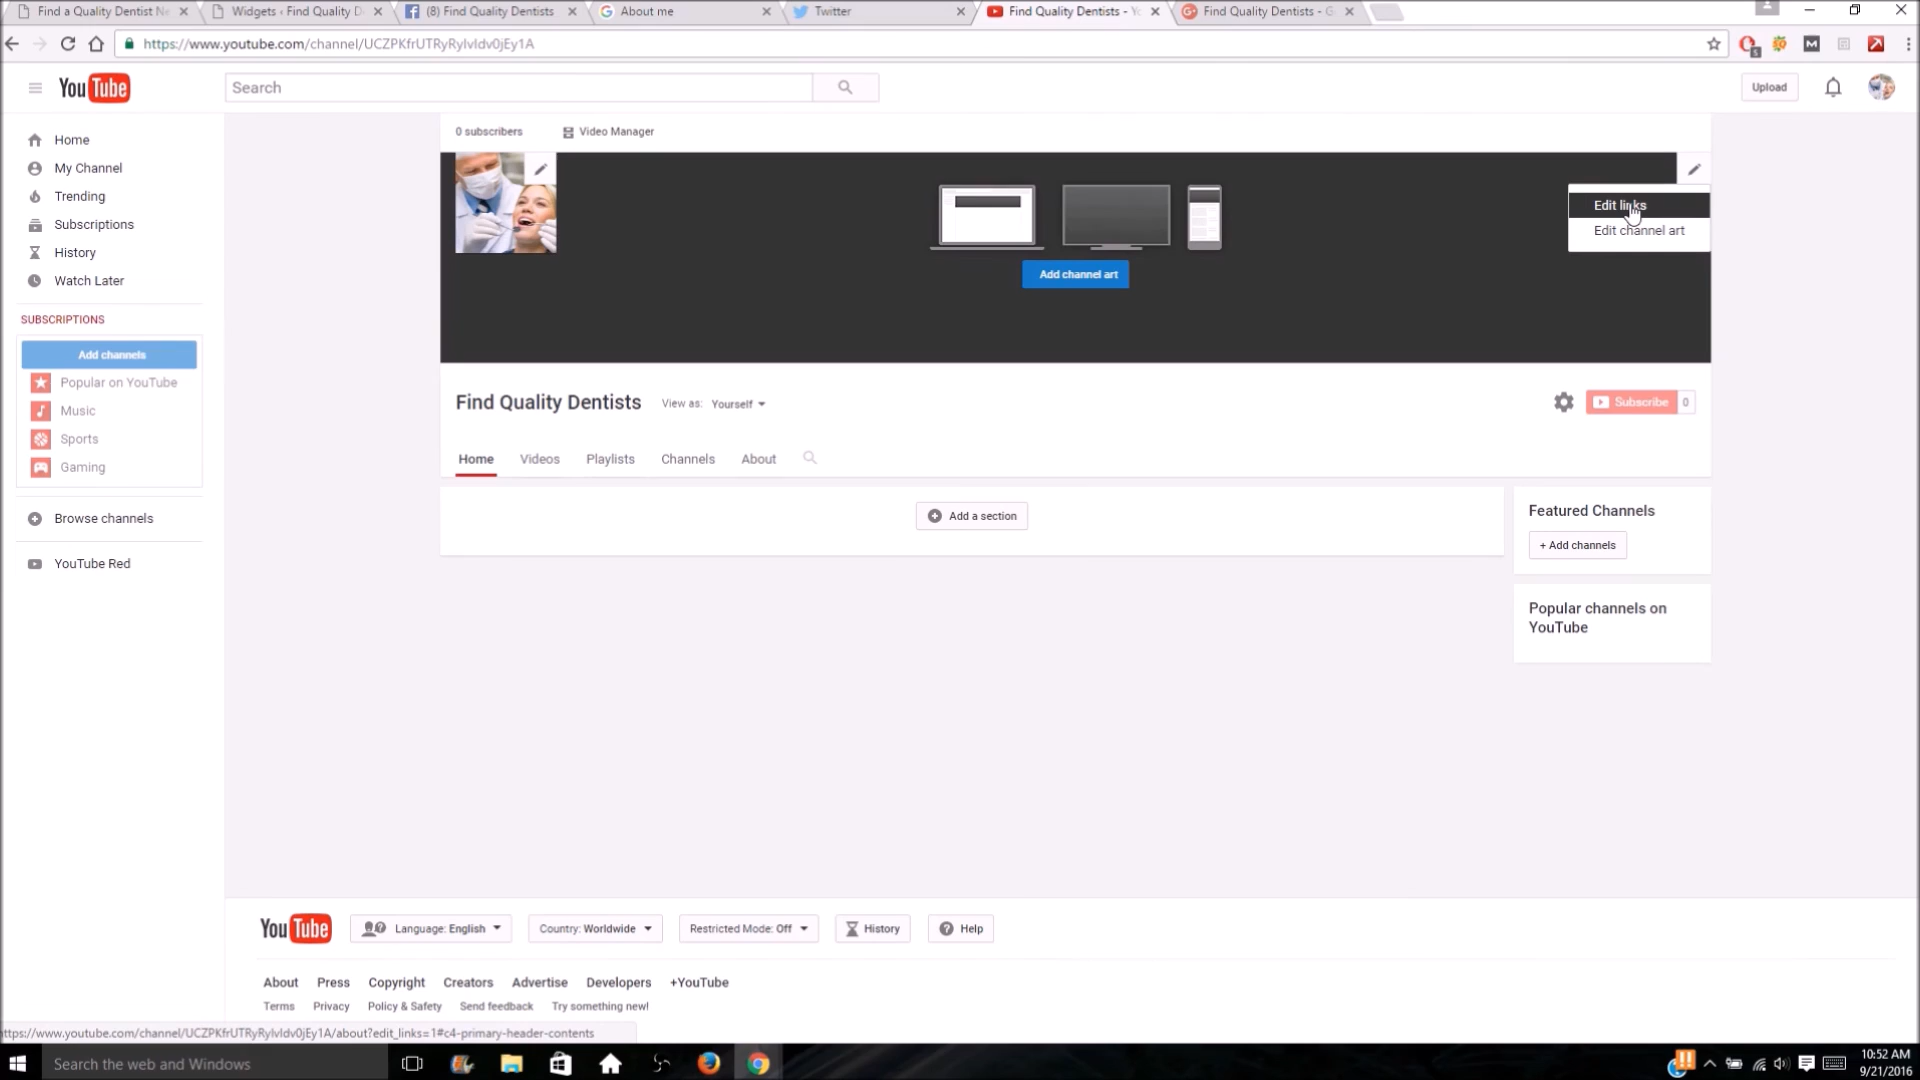 Find a Quality Dentist Ne
Widgets ‹ Find Quality D
(8) Find Quality Dentists
About me
Twitter
Find Quality Dentists - Yo
Find Quality Dentists - G
https://www.youtube.com/channel/UCZPKfrUTRyRylvIdv0jEy1A
YouTube
Search
Upload
Home
My Channel
Trending
Subscriptions
History
Watch Later
SUBSCRIPTIONS
Add channels
Popular on YouTube
Music
Sports
Gaming
Browse channels
YouTube Red
0 subscribers
Video Manager
Edit links
Edit channel art
Add channel art
Find Quality Dentists
View as: Yourself
Subscribe 0
Home Videos Playlists Channels About
Add a section
Featured Channels
+ Add channels
Popular channels on
YouTube
YouTube
Language: English
Country: Worldwide
Restricted Mode: Off
History
Help
About Press Copyright Creators Advertise Developers +YouTube
Terms Privacy Policy & Safety Send feedback Try something new!
https://www.youtube.com/channel/UCZPKfrUTRyRylvIdv0jEy1A/about?edit_links=1#c4-primary-header-contents
Search the web and Windows
10:52 AM
9/21/2016